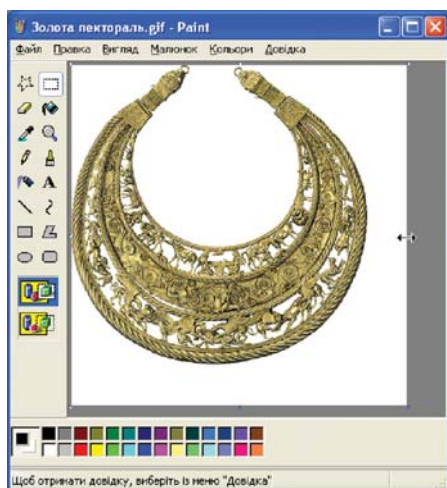 Золота пектораль.gif - Paint
Файл Правка Вигляд Малюнок Кольори Довідка
A
Щоб отримати довідку, виберіть із меню "Довідка"